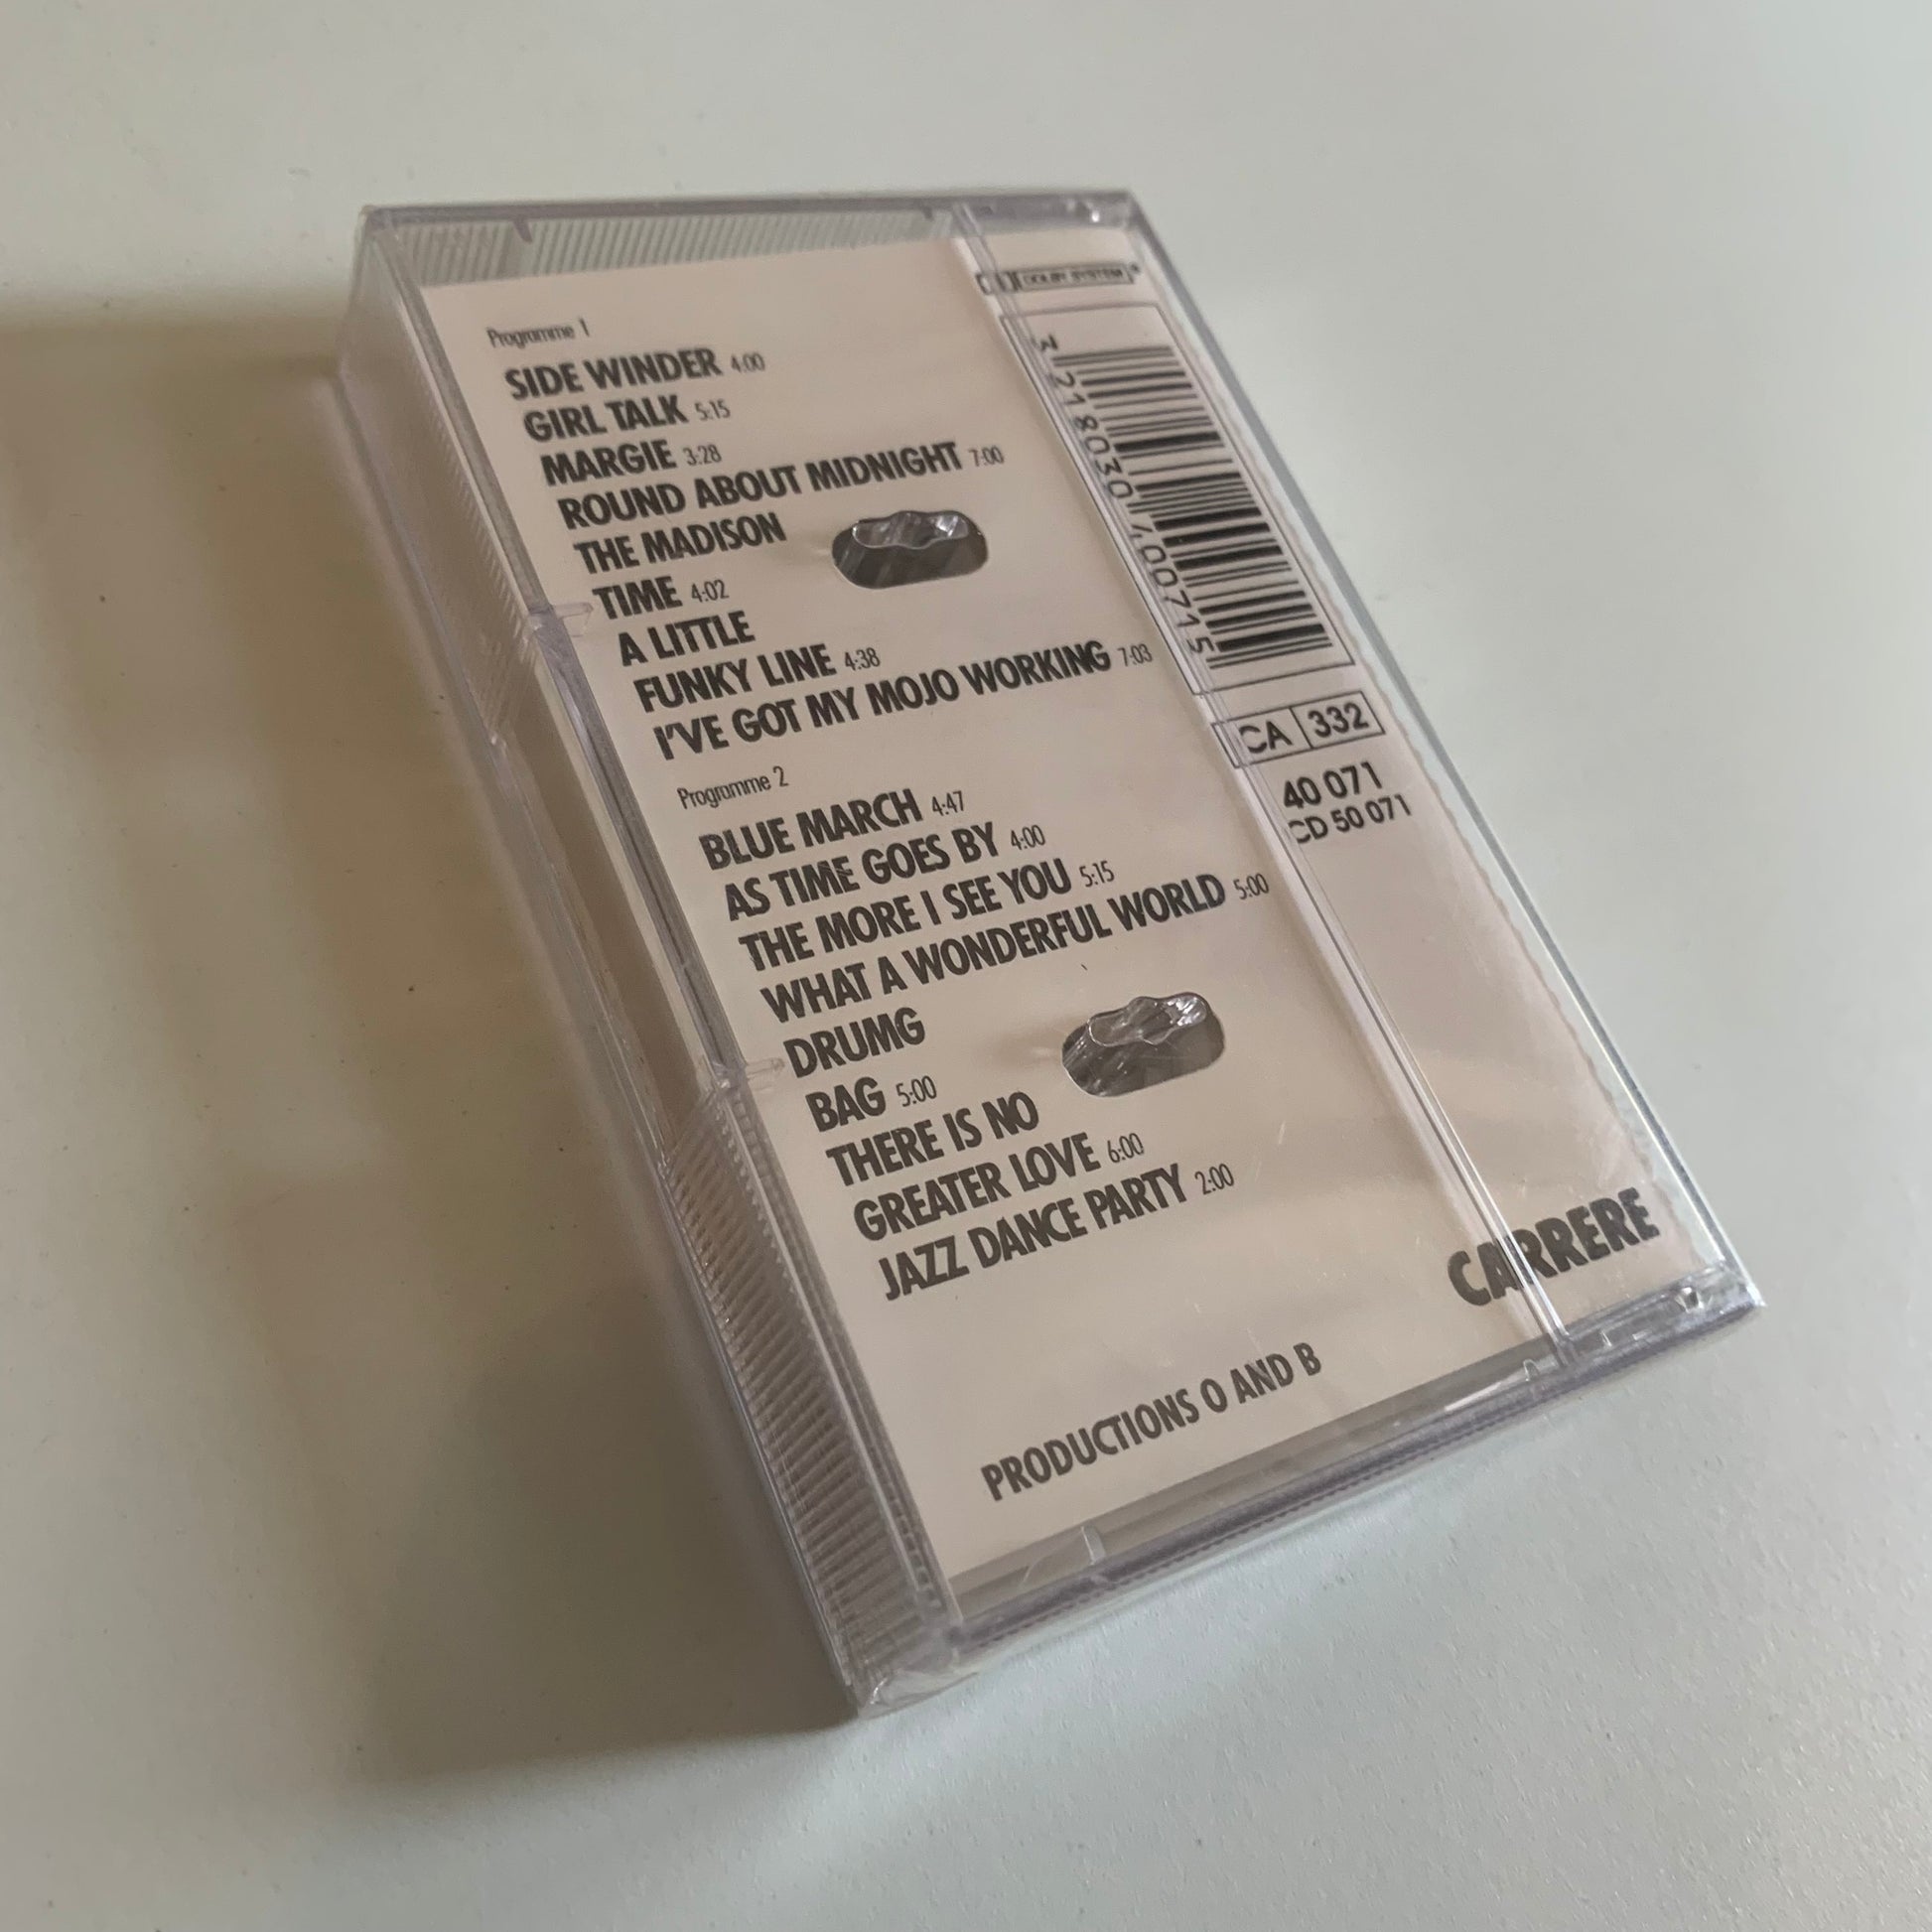 Programme 1
SIDE WINDER 4:00
GIRL TALK 5:15
MARGIE 3:28
ROUND ABOUT MIDNIGHT 7:00
THE MADISON
TIME 4:02
A LITTLE
FUNKY LINE 4:38
I'VE GOT MY MOJO WORKING 7:03
Programme 2
BLUE MARCH 4:47
AS TIME GOES BY 4:00
THE MORE I SEE YOU 5:15
WHAT A WONDERFUL WORLD 5:00
DRUMG
BAG 5:00
THERE IS NO
GREATER LOVE 6:00
JAZZ DANCE PARTY 2:00
PRODUCTIONS O AND B
DOLBY SYSTEM
3 218030 400715
CA 332
40 071
CD 50 071
CARRERE